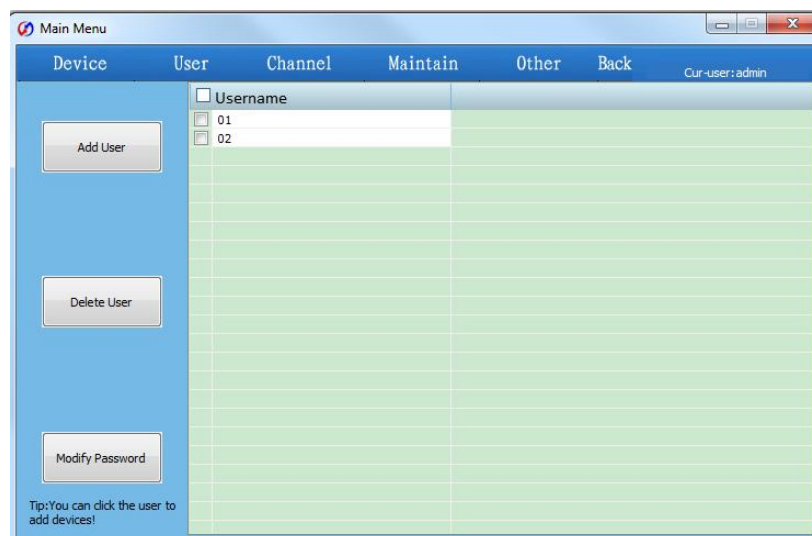 Main Menu
Device User Channel Maintain Other Back Cur-user:admin
Username
01
02
Add User
Delete User
Modify Password
Tip:You can click the user to
add devices!